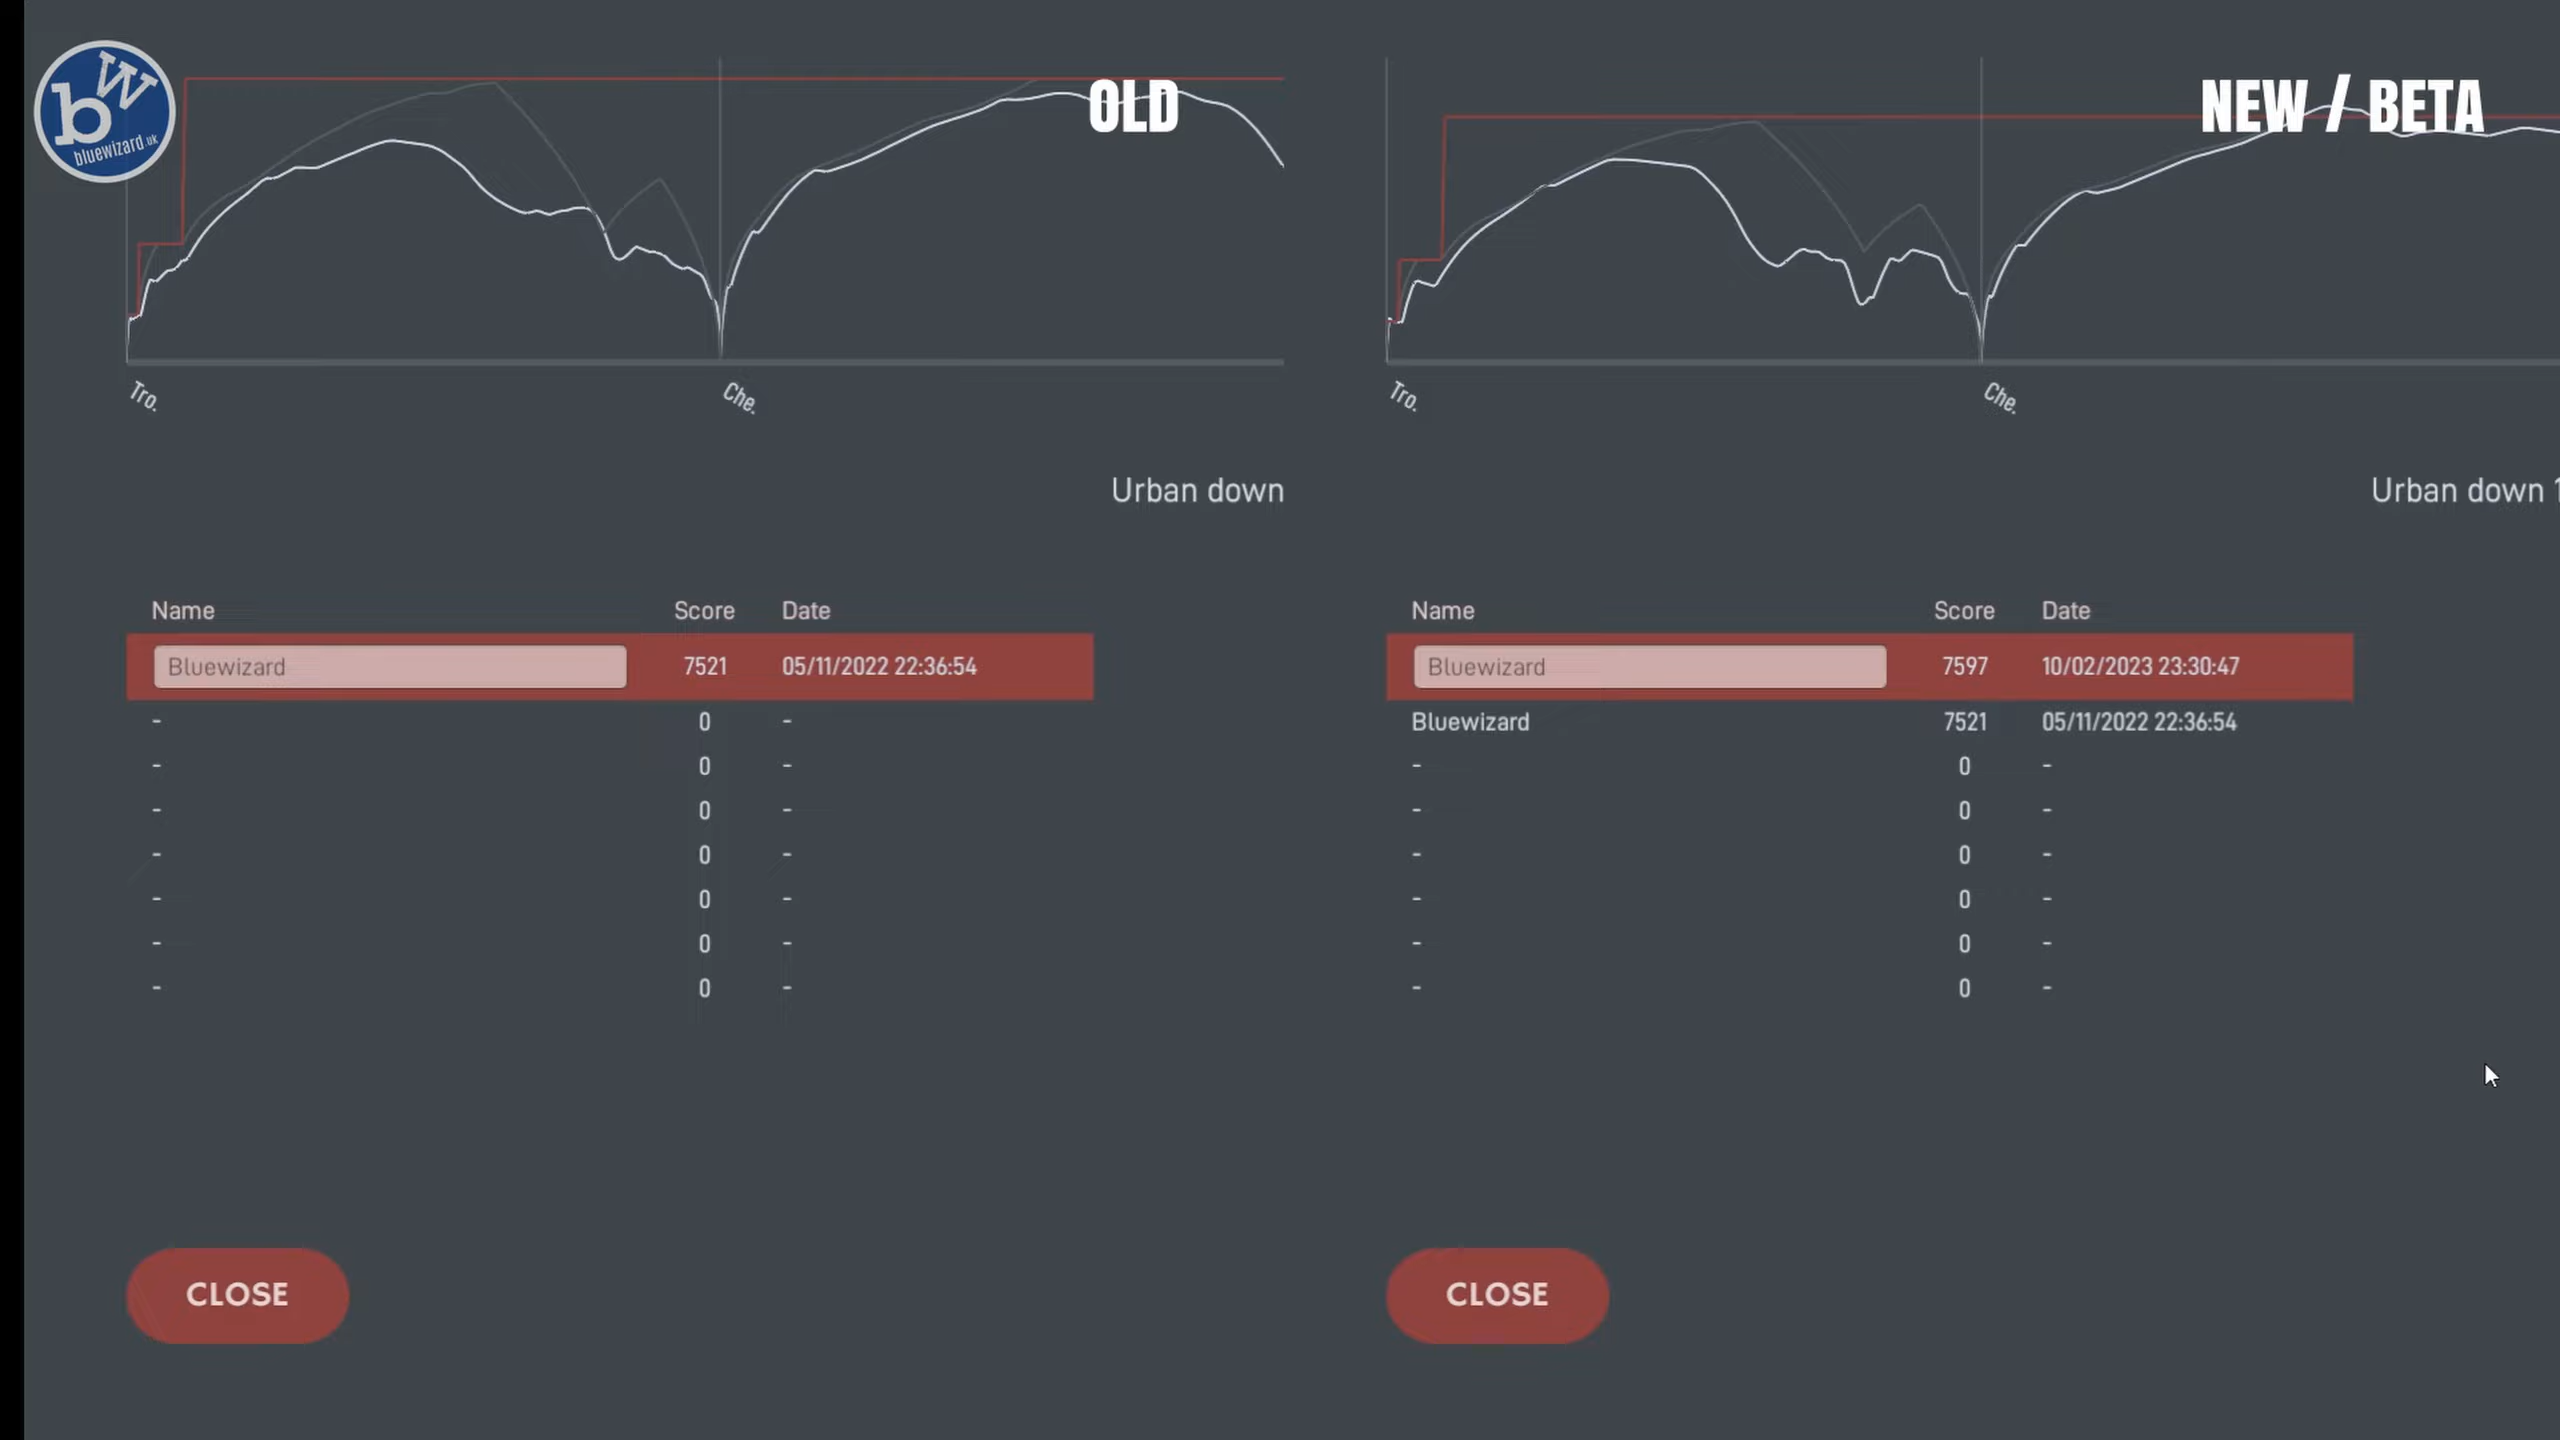 bw
bluewizard.uk
OLD
Tro.
Che.
Urban down
Name Score Date
Bluewizard 7521 05/11/2022 22:36:54
- 0 -
- 0 -
- 0 -
- 0 -
- 0 -
- 0 -
- 0 -
CLOSE
NEW / BETA
Tro.
Che.
Urban down 1
Name Score Date
Bluewizard 7597 10/02/2023 23:30:47
Bluewizard 7521 05/11/2022 22:36:54
- 0 -
- 0 -
- 0 -
- 0 -
- 0 -
- 0 -
CLOSE